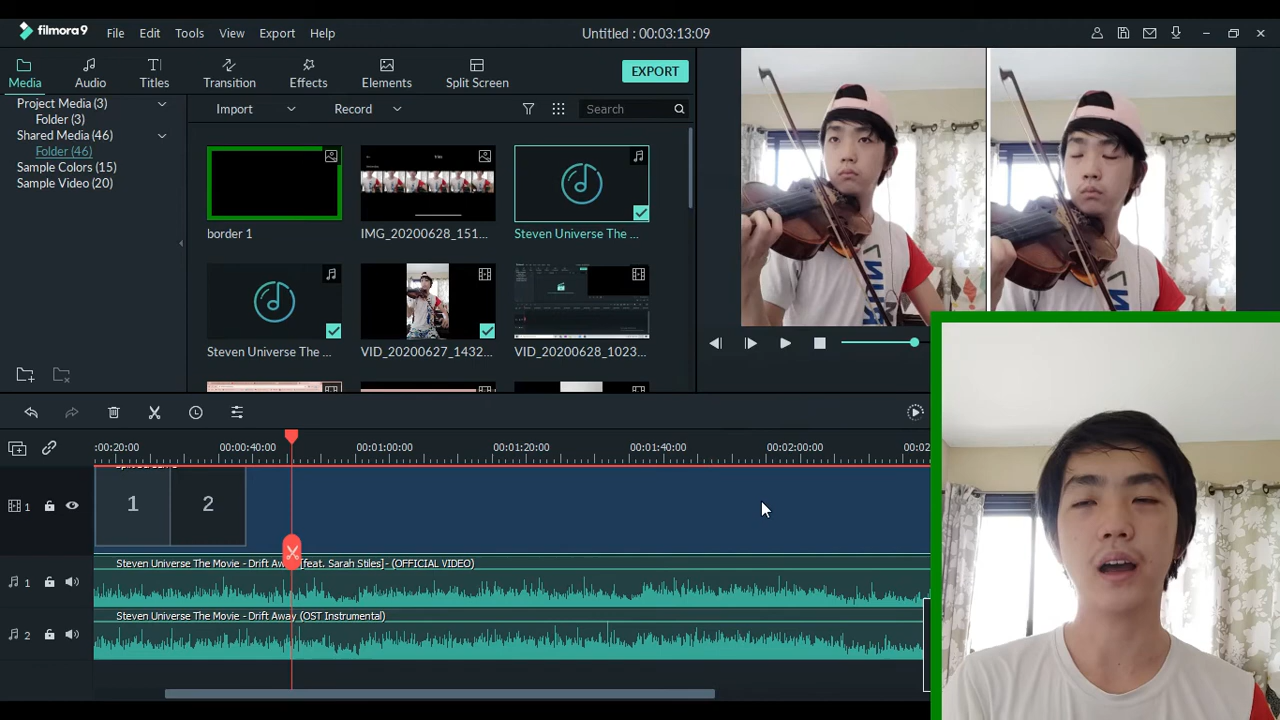 filmora9 File Edit Tools View Export Help Untitled : 00:03:13:09
Media Audio Titles Transition Effects Elements Split Screen EXPORT
Project Media (3)
Folder (3)
Shared Media (46)
Folder (46)
Sample Colors (15)
Sample Video (20)
Import Record Search
border 1 IMG_20200628_151... Steven Universe The ...
Steven Universe The ... VID_20200627_1432... VID_20200628_1023...
:00:20:00 00:00:40:00 00:01:00:00 00:01:20:00 00:01:40:00 00:02:00:00 00:02
1 1 2
Steven Universe The Movie - Drift Aw [feat. Sarah Stiles]- (OFFICIAL VIDEO)
1
Steven Universe The Movie - Drift Away (OST Instrumental)
2